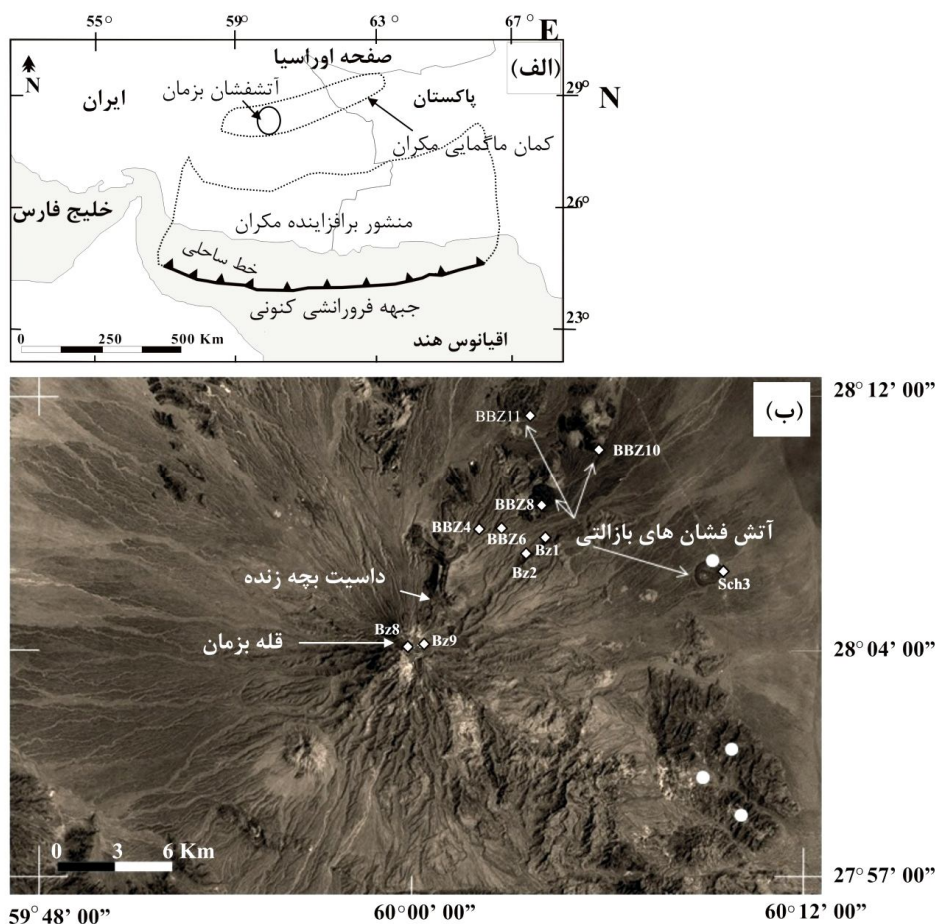 55° 59° 63° 67° E
(الف)
صفحه اوراسیا
N
آتشفشان بزمان
29°
N
ایران
پاکستان
کمان ماگمایی مکران
26°
خلیج فارس
منشور برافزاینده مکران
خط ساحلی
جبهه فرورانشی کنونی
23°
0 250 500 Km
اقیانوس هند
28° 12’ 00”
(ب)
BBZ11
BBZ10
BBZ8
آتش فشان های بازالتی
BBZ4
BBZ6
Bz1
Bz2
Sch3
داسیت بچه زنده
Bz8
Bz9
قله بزمان
28° 04’ 00”
0 3 6 Km
27° 57’ 00”
59° 48’ 00” 60° 00’ 00” 60° 12’ 00”